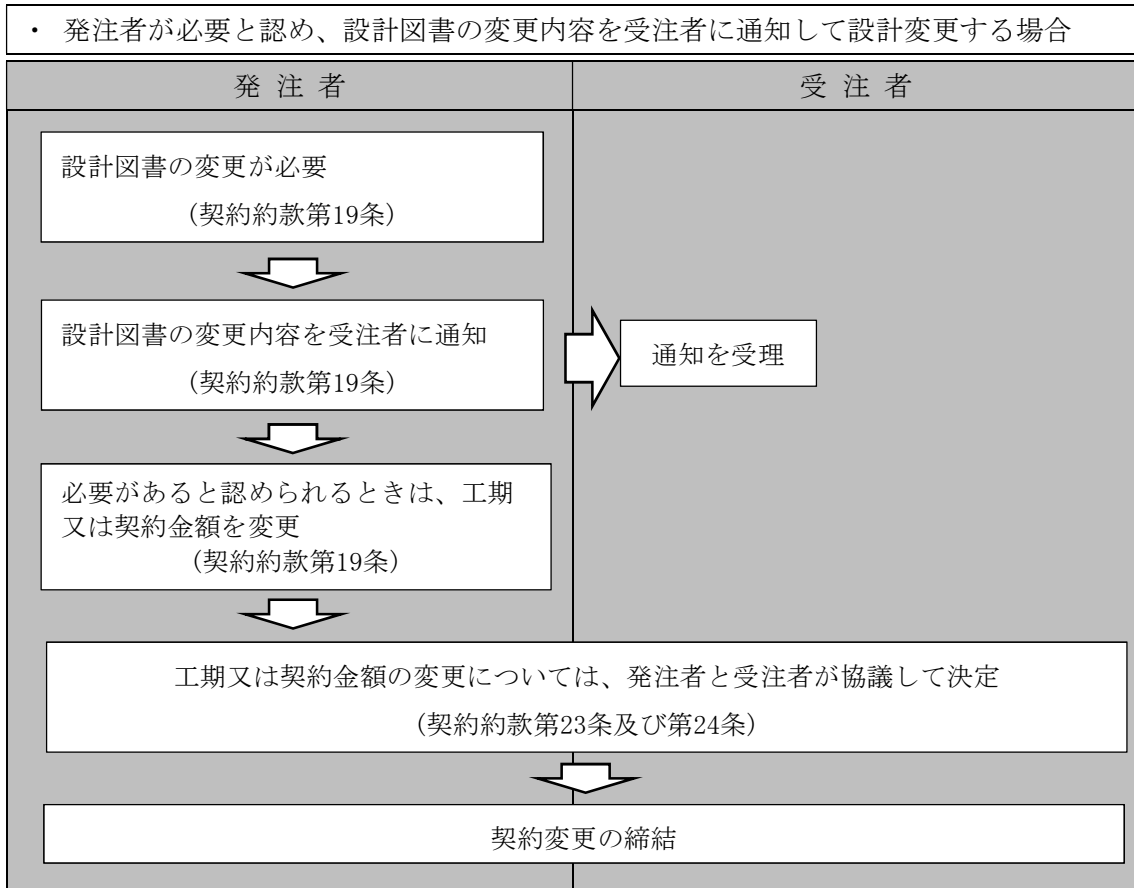 ・ 発注者が必要と認め、設計図書の変更内容を受注者に通知して設計変更する場合
発 注 者
受 注 者
設計図書の変更が必要
（契約約款第19条）
設計図書の変更内容を受注者に通知
（契約約款第19条）
通知を受理
必要があると認められるときは、工期
又は契約金額を変更
（契約約款第19条）
工期又は契約金額の変更については、発注者と受注者が協議して決定
（契約約款第23条及び第24条）
契約変更の締結